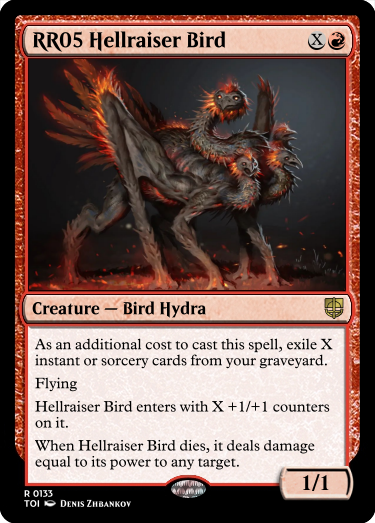 RR05 Hellraiser Bird X
Creature — Bird Hydra
As an additional cost to cast this spell, exile X
instant or sorcery cards from your graveyard.
Flying
Hellraiser Bird enters with X +1/+1 counters
on it.
When Hellraiser Bird dies, it deals damage
equal to its power to any target.
1/1
R 0133
TOI Denis Zhbankov